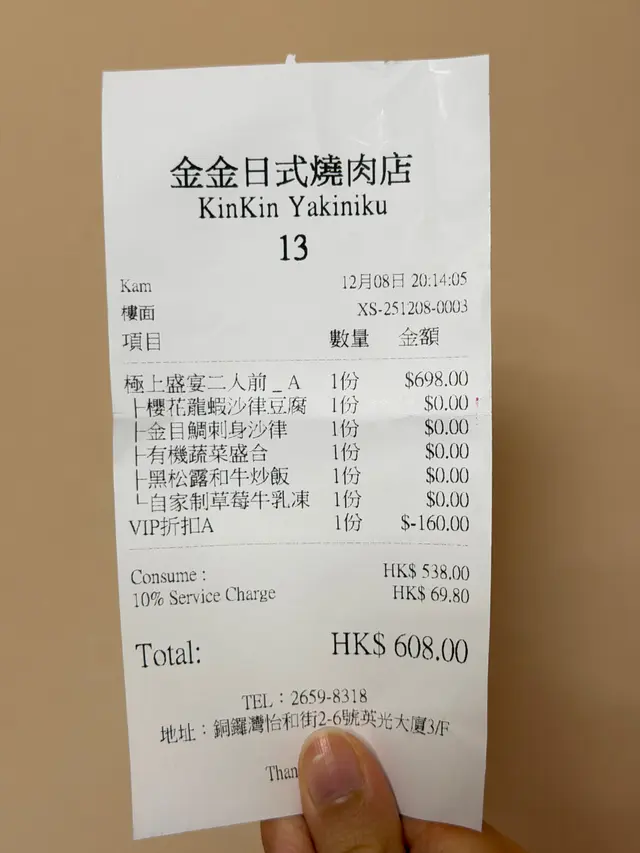 金金日式燒肉店
KinKin Yakiniku
13
Kam 12月08日 20:14:05
樓面 XS-251208-0003
項目 數量 金額
極上盛宴二人前_A 1份 $698.00
├櫻花龍蝦沙律豆腐 1份 $0.00
├金目鯛刺身沙律 1份 $0.00
├有機蔬菜盛合 1份 $0.00
├黑松露和牛炒飯 1份 $0.00
└自家制草莓牛乳凍 1份 $0.00
VIP折扣A 1份 $-160.00
Consume : HK$ 538.00
10% Service Charge HK$ 69.80
Total: HK$ 608.00
TEL：2659-8318
地址：銅鑼灣怡和街2-6號英光大廈3/F